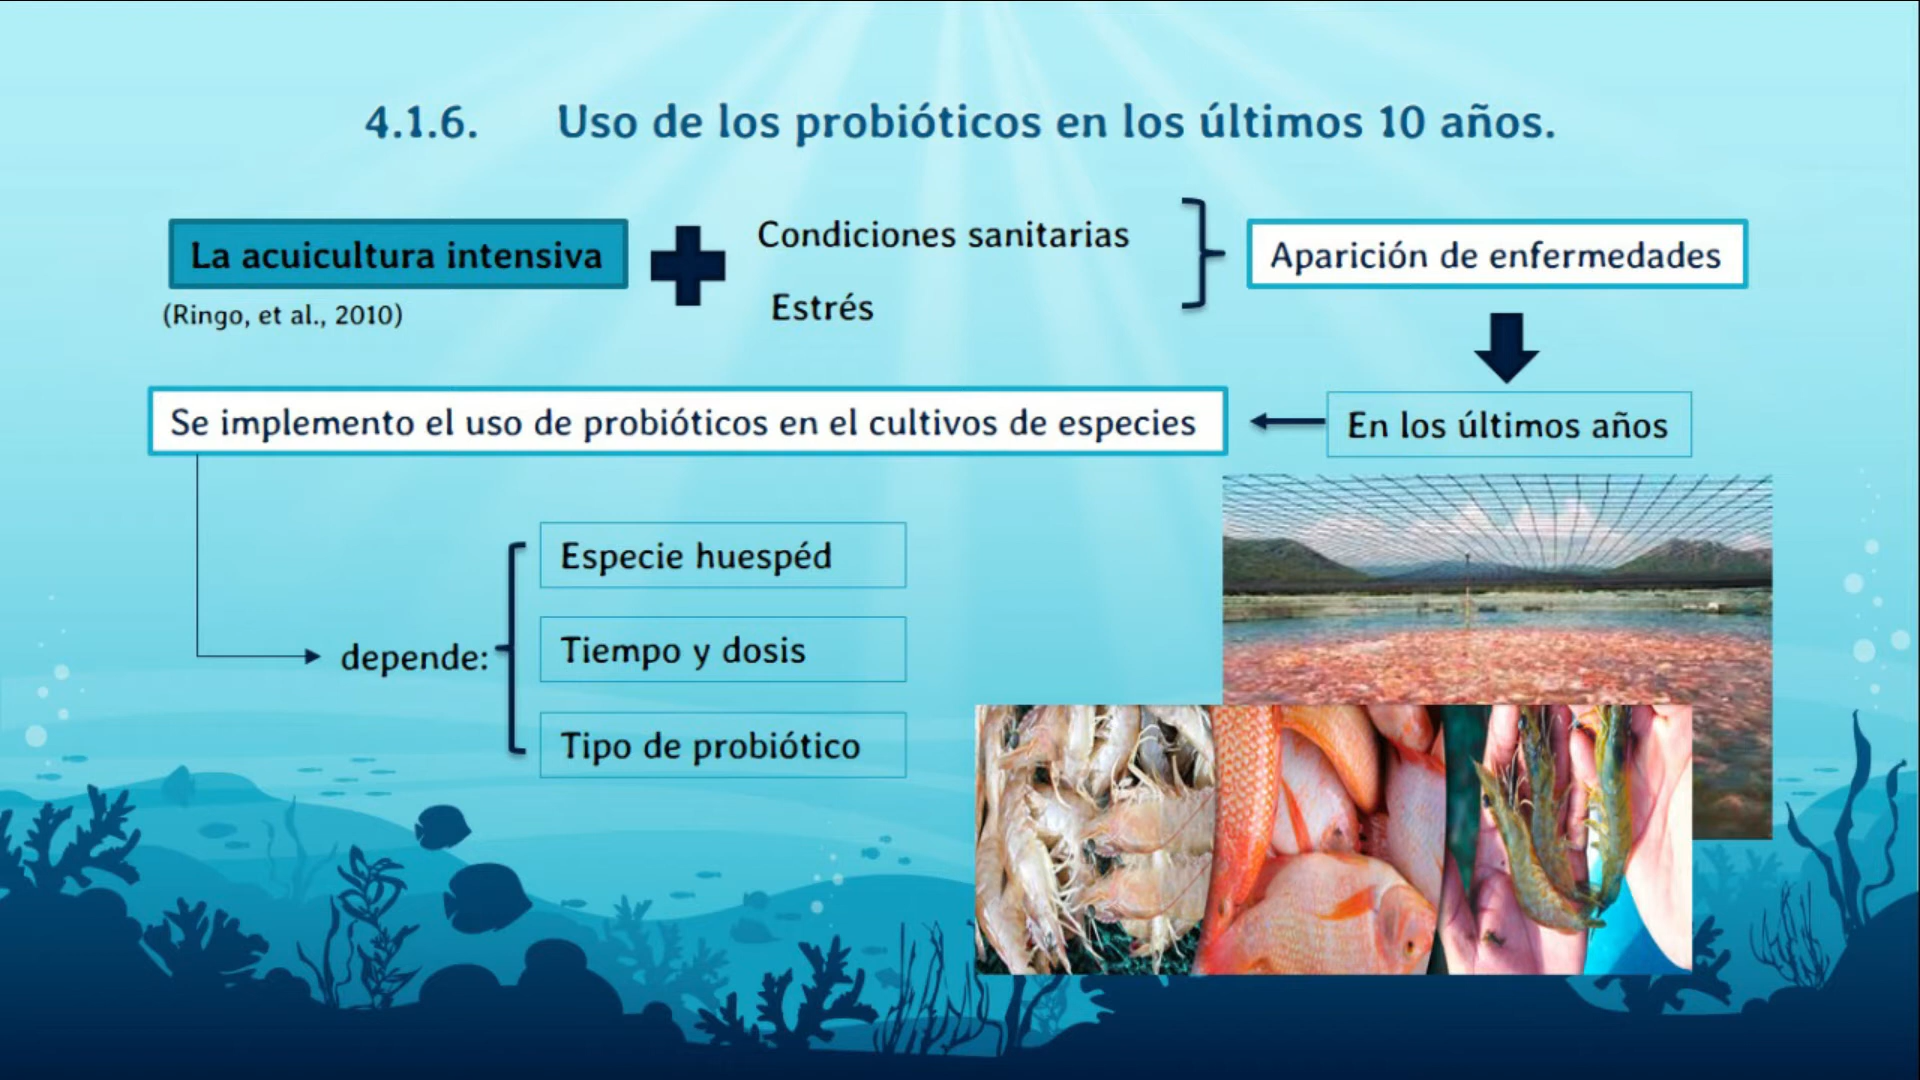 4.1.6. Uso de los probióticos en los últimos 10 años.
La acuicultura intensiva
(Ringo, et al., 2010)
Condiciones sanitarias
Estrés
Aparición de enfermedades
En los últimos años
Se implemento el uso de probióticos en el cultivos de especies
depende:
Especie huespéd
Tiempo y dosis
Tipo de probiótico